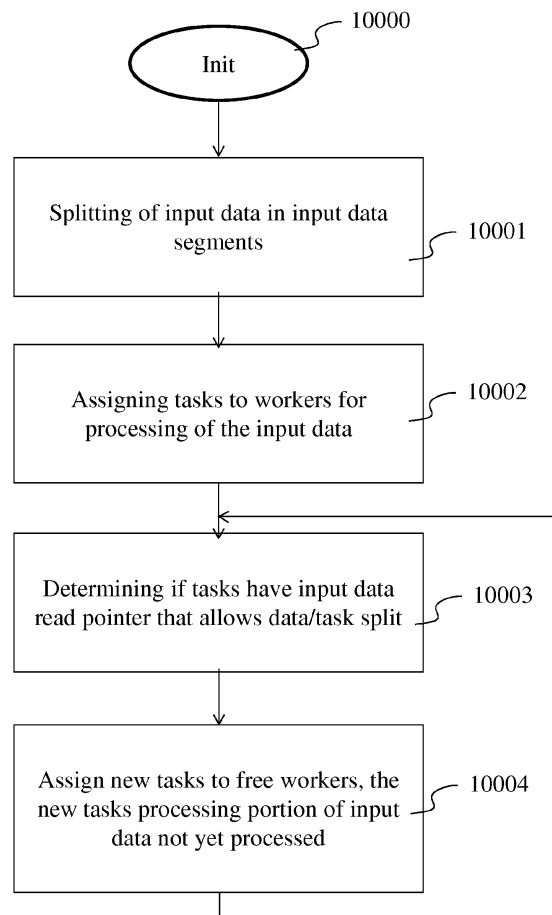 10000
Init
Splitting of input data in input data
segments
10001
Assigning tasks to workers for
processing of the input data
10002
Determining if tasks have input data
read pointer that allows data/task split
10003
Assign new tasks to free workers, the
new tasks processing portion of input
data not yet processed
10004